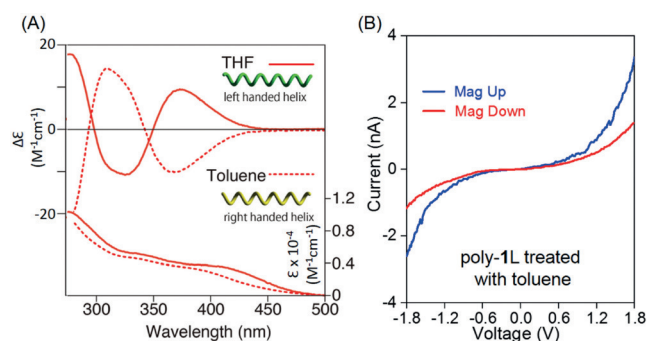 (A)
20
0
-20
Δε
(M⁻¹cm⁻¹)
THF
left handed helix
Toluene
right handed helix
1.2
0.8
0.4
0
ε x 10⁻⁴
(M⁻¹cm⁻¹)
300 350 400 450 500
Wavelength (nm)
(B)
4
2
0
-2
-4
Current (nA)
Mag Up
Mag Down
poly-1L treated
with toluene
-1.8 -1.2 -0.6 0.0 0.6 1.2 1.8
Voltage (V)